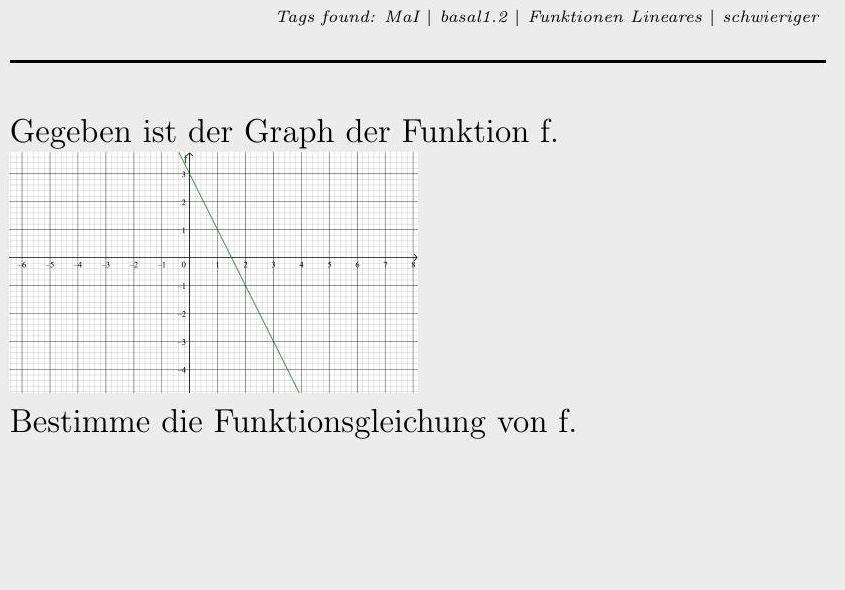 Tags found: MaI | basal1.2 | Funktionen Lineares | schwieriger
Gegeben ist der Graph der Funktion f.
f
3
2
1
-6 -5 -4 -3 -2 -1 0 1 2 3 4 5 6 7 8
-1
-2
-3
-4
Bestimme die Funktionsgleichung von f.